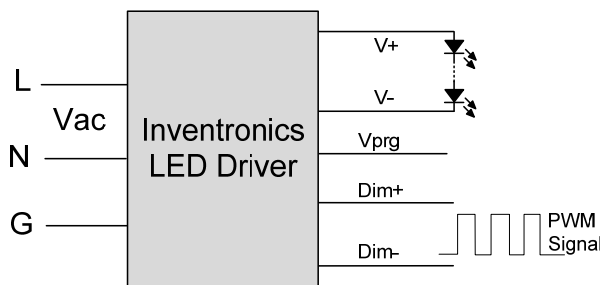 L
Vac
N
G
Inventronics
LED Driver
V+
V-
Vprg
Dim+
Dim-
PWM
Signal